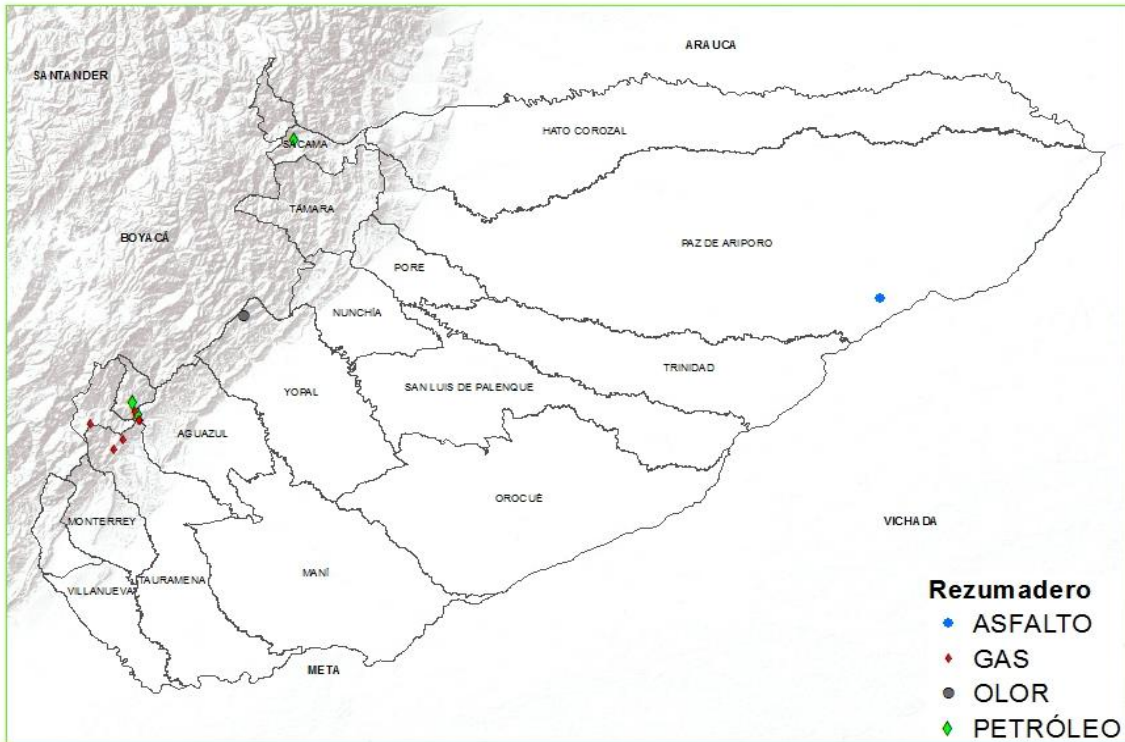 ARAUCA
SANTANDER
HATO COROZAL
SÁCAMA
TÁMARA
BOYACÁ
PAZ DE ARIPORO
PORE
NUNCHÍA
TRINIDAD
SAN LUIS DE PALENQUE
YOPAL
AGUAZUL
OROCUÉ
MONTERREY
VICHADA
MANÍ
TAURAMENA
VILLANUEVA
META
Rezumadero
ASFALTO
GAS
OLOR
PETRÓLEO